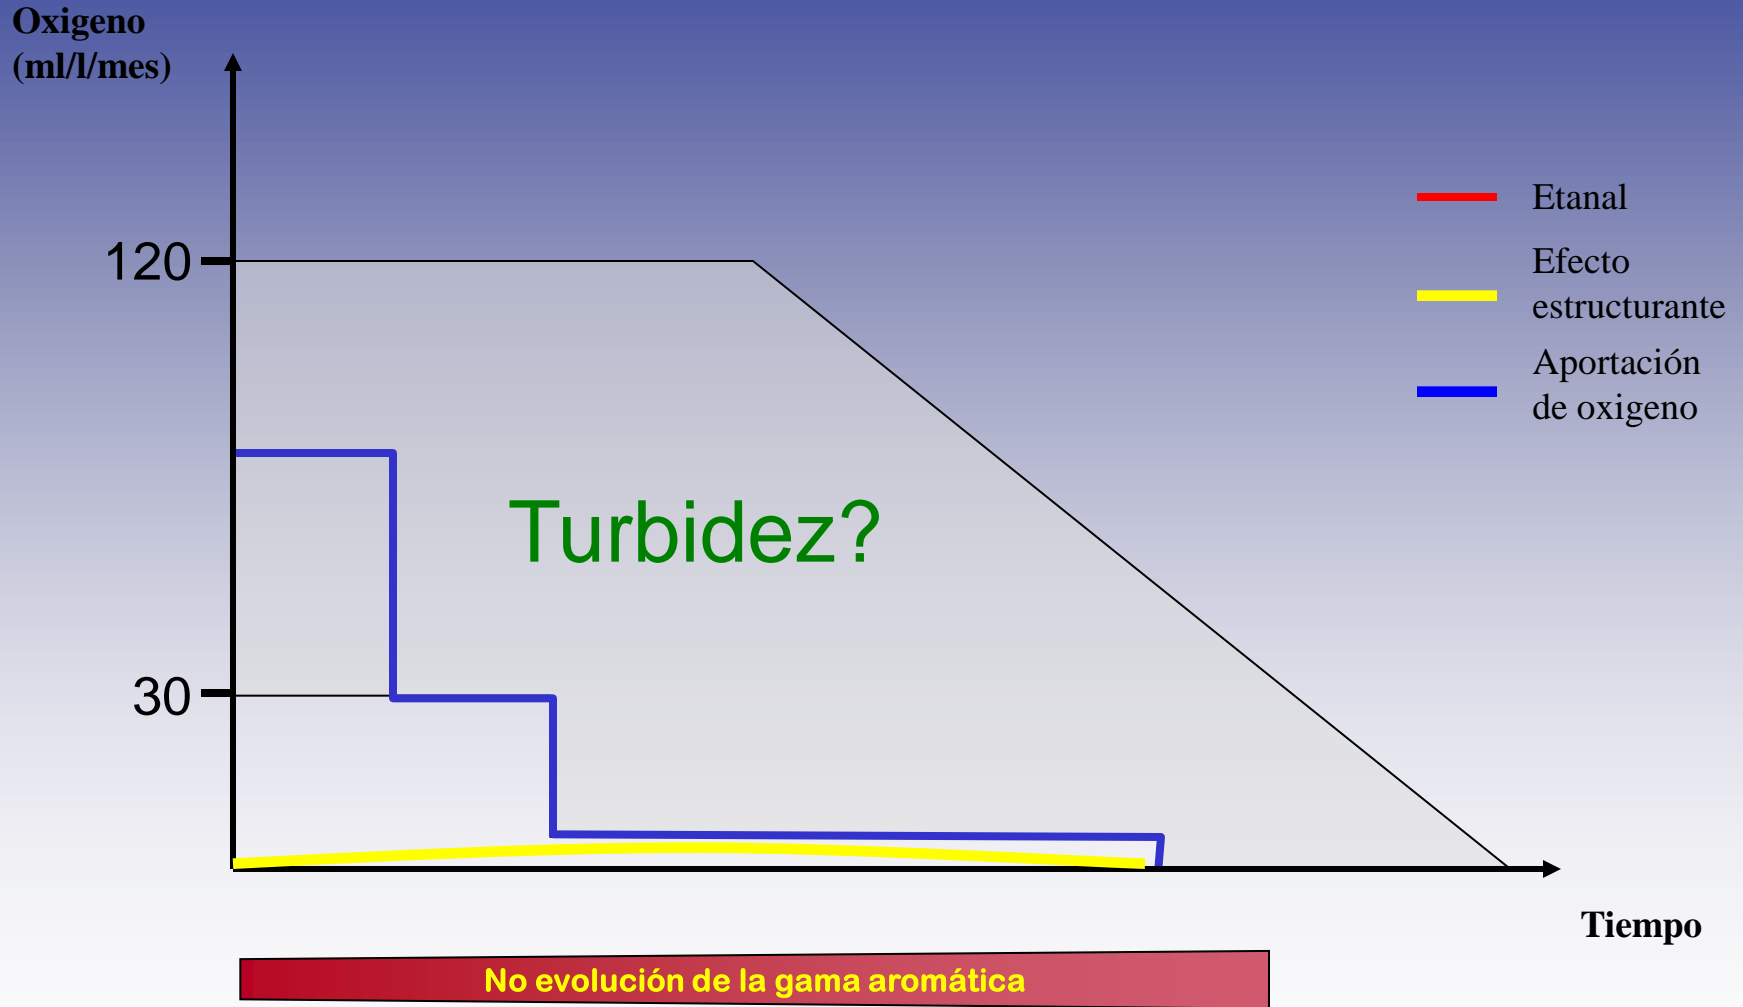 Oxigeno
(ml/l/mes)
120
30
Turbidez?
Etanal
Efecto
estructurante
Aportación
de oxigeno
Tiempo
No evolución de la gama aromática